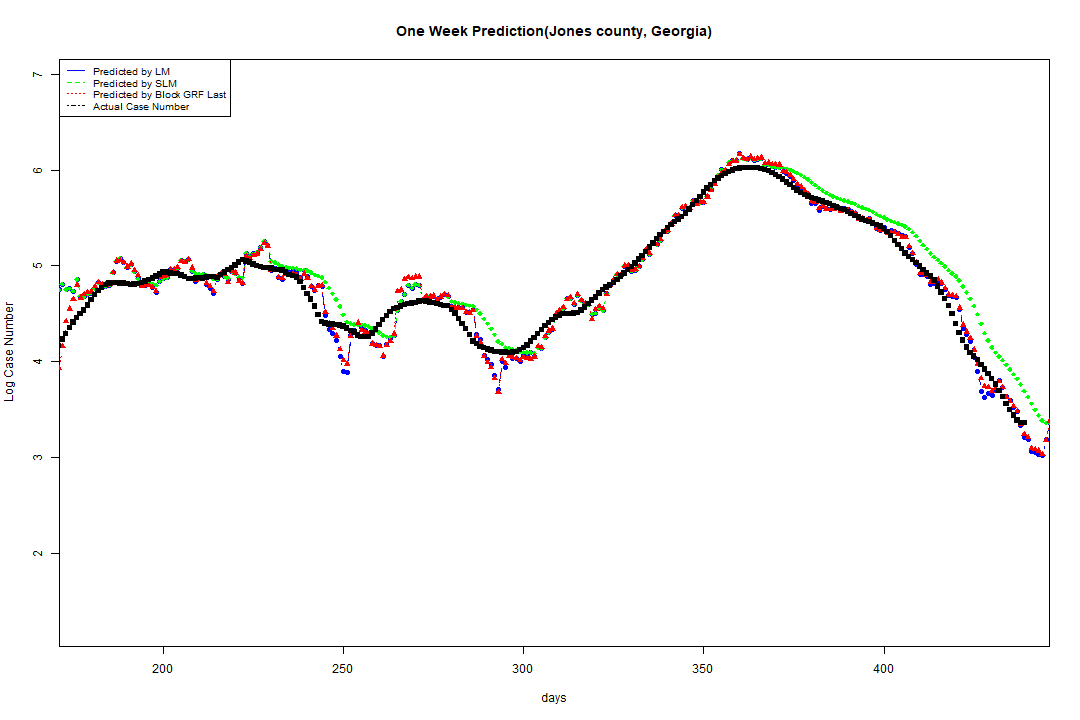 One Week Prediction(Jones county, Georgia)
Predicted by LM
Predicted by SLM
Predicted by Block GRF Last
Actual Case Number
7
6
5
4
3
2
Log Case Number
200 250 300 350 400
days